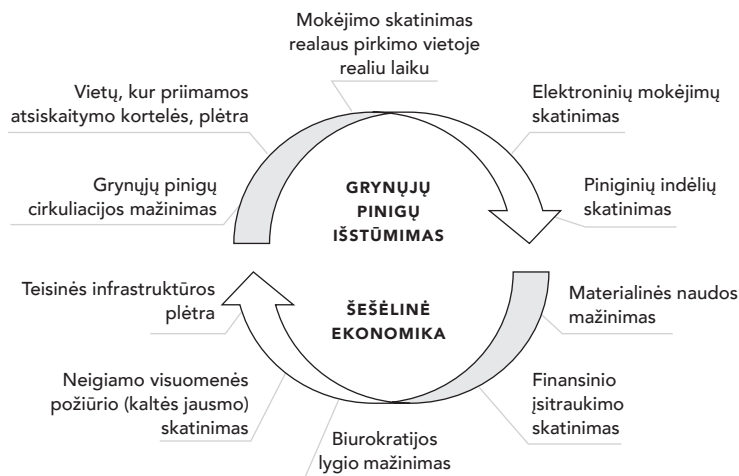 Mokėjimo skatinimas
realaus pirkimo vietoje
realiu laiku
Vietų, kur priimamos
atsiskaitymo kortelės, plėtra
Elektroninių mokėjimų
skatinimas
Grynųjų pinigų
cirkuliacijos mažinimas
GRYNŲJŲ
PINIGŲ
IŠSTŪMIMAS
Piniginių indėlių
skatinimas
Teisinės infrastruktūros
plėtra
ŠEŠĖLINĖ
EKONOMIKA
Materialinės naudos
mažinimas
Neigiamo visuomenės
požiūrio (kaltės jausmo)
skatinimas
Finansinio
įsitraukimo
skatinimas
Biurokratijos
lygio mažinimas